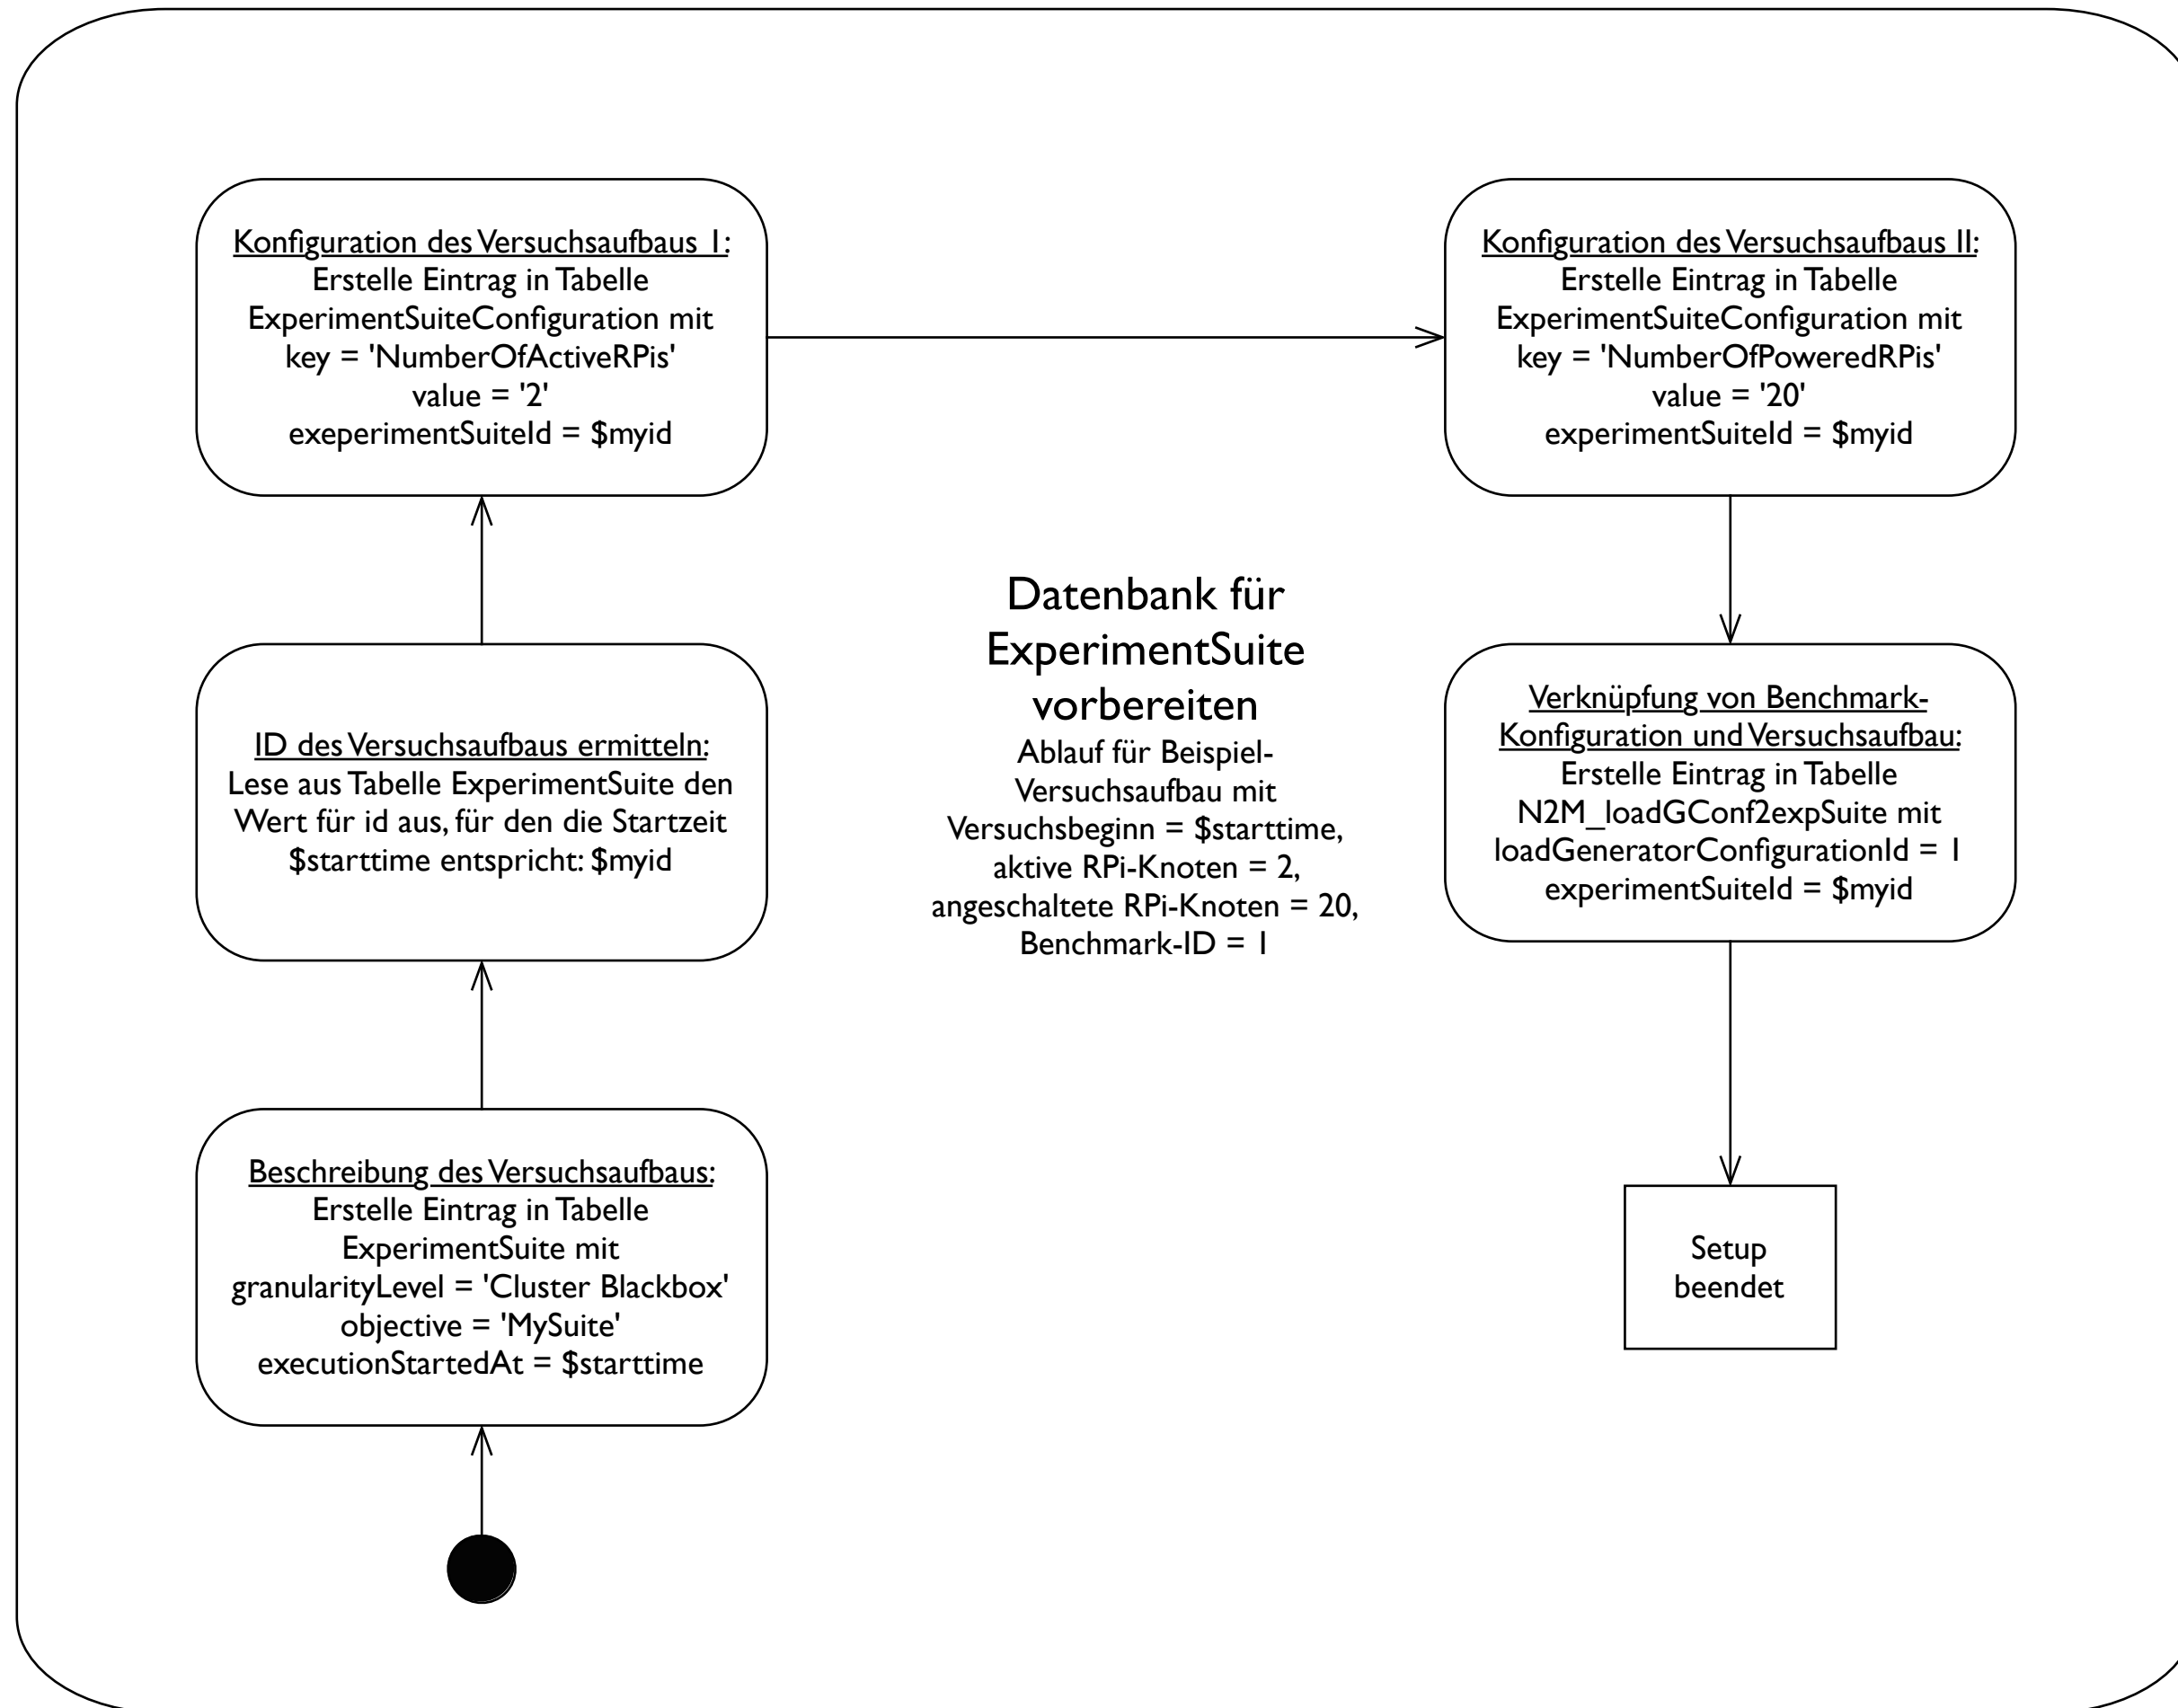 Konfiguration des Versuchsaufbaus I:
Erstelle Eintrag in Tabelle
ExperimentSuiteConfiguration mit
key = 'NumberOfActiveRPis'
value = '2'
exeperimentSuiteId = $myid
Konfiguration des Versuchsaufbaus II:
Erstelle Eintrag in Tabelle
ExperimentSuiteConfiguration mit
key = 'NumberOfPoweredRPis'
value = '20'
experimentSuiteId = $myid
ID des Versuchsaufbaus ermitteln:
Lese aus Tabelle ExperimentSuite den
Wert für id aus, für den die Startzeit
$starttime entspricht: $myid
Datenbank für
ExperimentSuite
vorbereiten
Ablauf für Beispiel-
Versuchsaufbau mit
Versuchsbeginn = $starttime,
aktive RPi-Knoten = 2,
angeschaltete RPi-Knoten = 20,
Benchmark-ID = 1
Verknüpfung von Benchmark-
Konfiguration und Versuchsaufbau:
Erstelle Eintrag in Tabelle
N2M_loadGConf2expSuite mit
loadGeneratorConfigurationId = 1
experimentSuiteId = $myid
Beschreibung des Versuchsaufbaus:
Erstelle Eintrag in Tabelle
ExperimentSuite mit
granularityLevel = 'Cluster Blackbox'
objective = 'MySuite'
executionStartedAt = $starttime
Setup
beendet